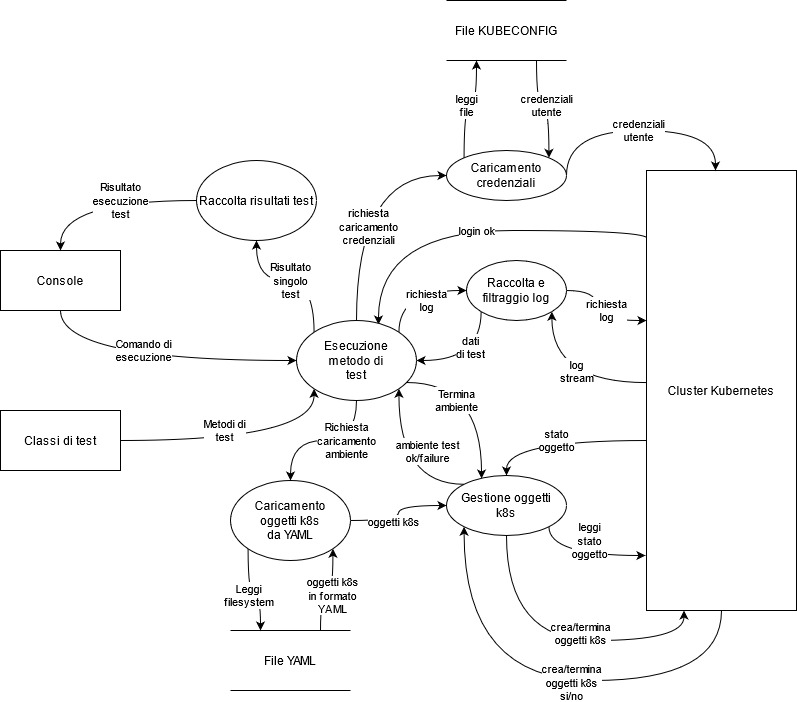 File KUBECONFIG
leggi
file
credenziali
utente
credenziali
utente
Caricamento
credenziali
Risultato
esecuzione
test
Raccolta risultati test
richiesta
caricamento
credenziali
login ok
Console
Risultato
singolo
test
Raccolta e
filtraggio log
richiesta
log
richiesta
log
Comando di
esecuzione
Esecuzione
metodo di
test
dati
di test
log
stream
Cluster Kubernetes
Termina
ambiente
Classi di test
Metodi di
test
Richiesta
caricamento
ambiente
ambiente test
ok/failure
stato
oggetto
Caricamento
oggetti k8s
da YAML
oggetti k8s
Gestione oggetti
k8s
leggi
stato
oggetto
Leggi
filesystem
oggetti k8s
in formato
YAML
crea/termina
oggetti k8s
File YAML
crea/termina
oggetti k8s
si/no